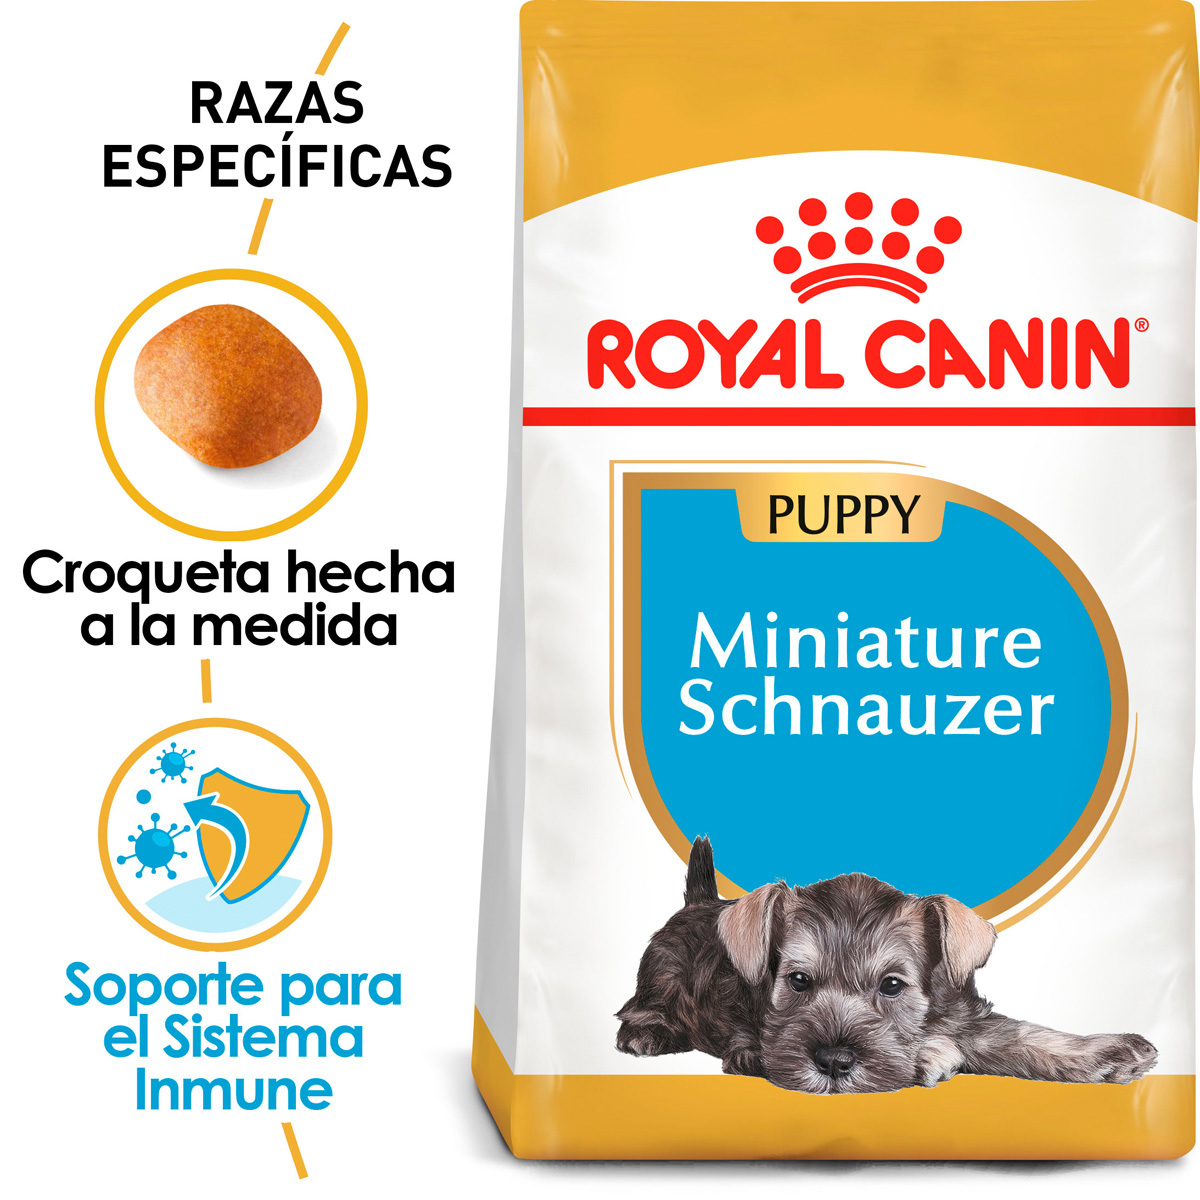 RAZAS
ESPECÍFICAS
Croqueta hecha
a la medida
Soporte para
el Sistema
Inmune
ROYAL CANIN®
PUPPY
Miniature
Schnauzer